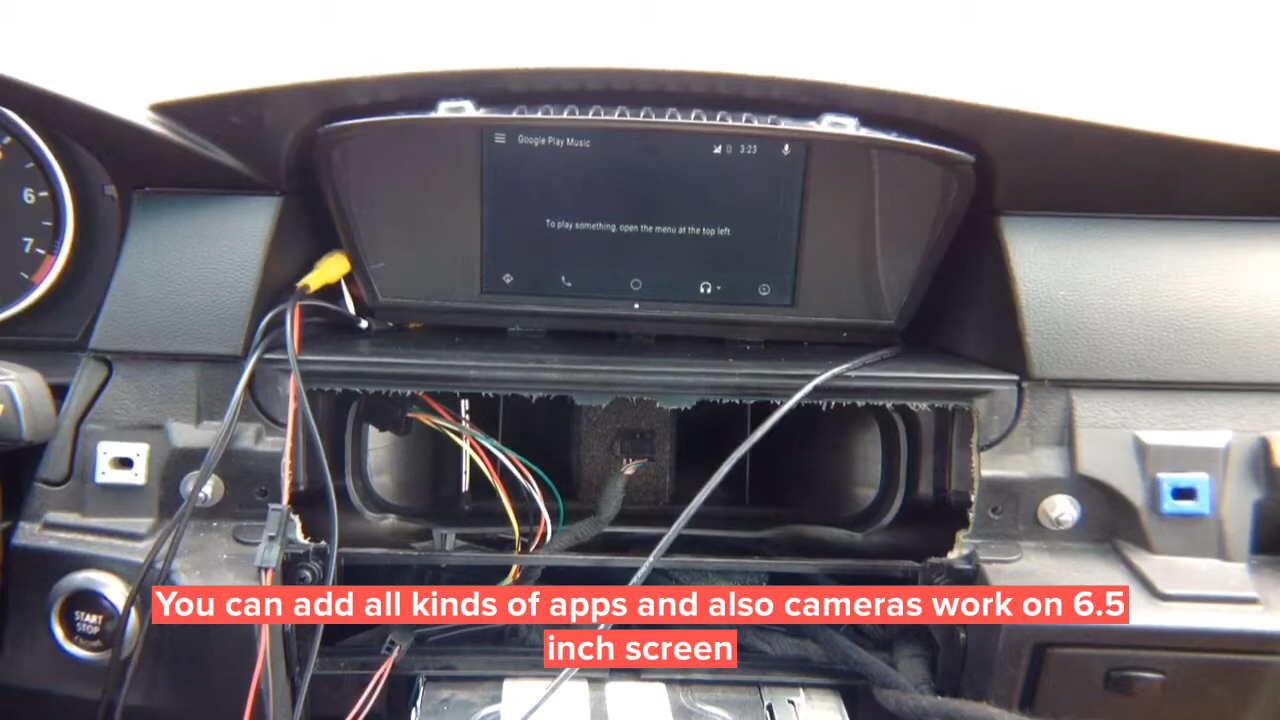 Google Play Music
3:23
To play something, open the menu at the top left.
6
7
START
STOP
You can add all kinds of apps and also cameras work on 6.5
inch screen